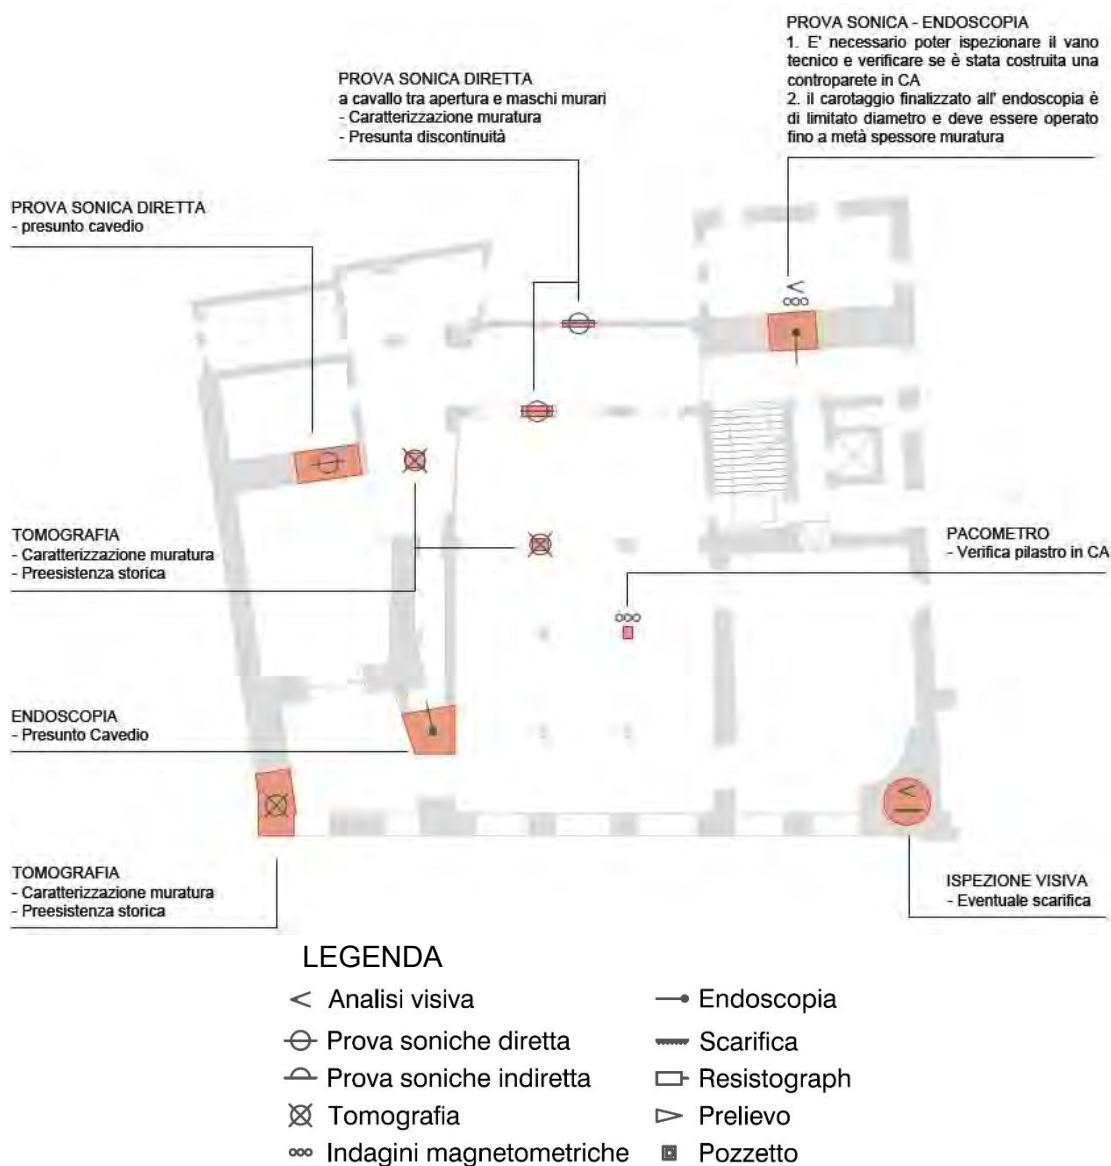 PROVA SONICA - ENDOSCOPIA
1. E' necessario poter ispezionare il vano
tecnico e verificare se è stata costruita una
controparete in CA
2. il carotaggio finalizzato all' endoscopia è
di limitato diametro e deve essere operato
fino a metà spessore muratura
PROVA SONICA DIRETTA
a cavallo tra apertura e maschi murari
- Caratterizzazione muratura
- Presunta discontinuità
PROVA SONICA DIRETTA
- presunto cavedio
TOMOGRAFIA
- Caratterizzazione muratura
- Preesistenza storica
PACOMETRO
- Verifica pilastro in CA
ENDOSCOPIA
- Presunto Cavedio
TOMOGRAFIA
- Caratterizzazione muratura
- Preesistenza storica
ISPEZIONE VISIVA
- Eventuale scarifica
LEGENDA
Analisi visiva
Prova soniche diretta
Prova soniche indiretta
Tomografia
Indagini magnetometriche
Endoscopia
Scarifica
Resistograph
Prelievo
Pozzetto